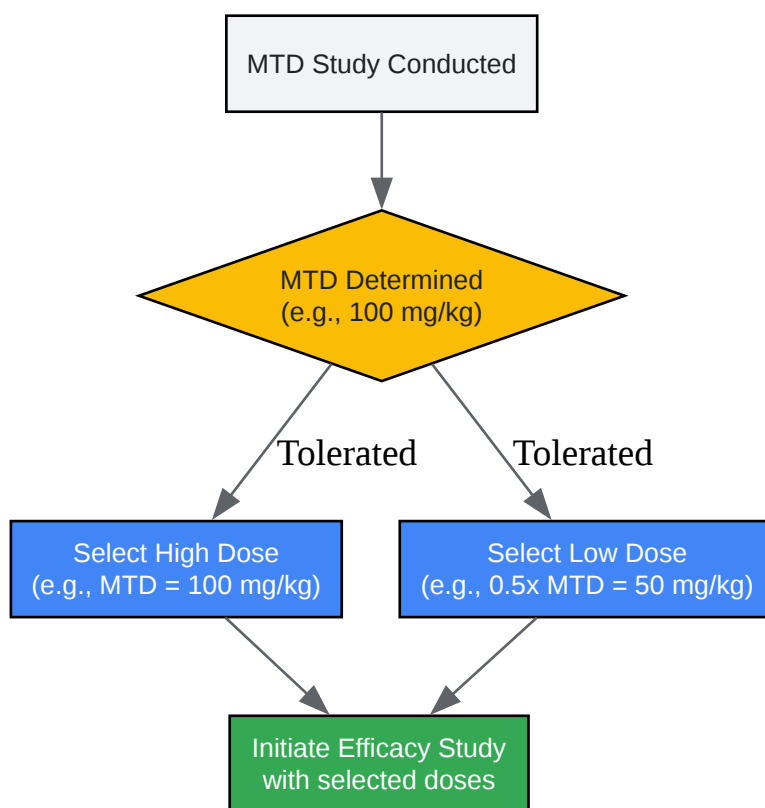 MTD Study Conducted
MTD Determined
(e.g., 100 mg/kg)
Tolerated
Tolerated
Select High Dose
(e.g., MTD = 100 mg/kg)
Select Low Dose
(e.g., 0.5x MTD = 50 mg/kg)
Initiate Efficacy Study
with selected doses